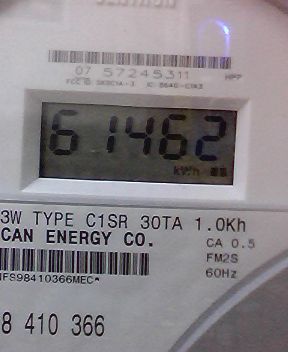 07 57245311 HPP
61462
kWh
3W TYPE C1SR 30TA 1.0Kh
CAN ENERGY CO.
CA 0.5
FM2S
60Hz
8 410 366